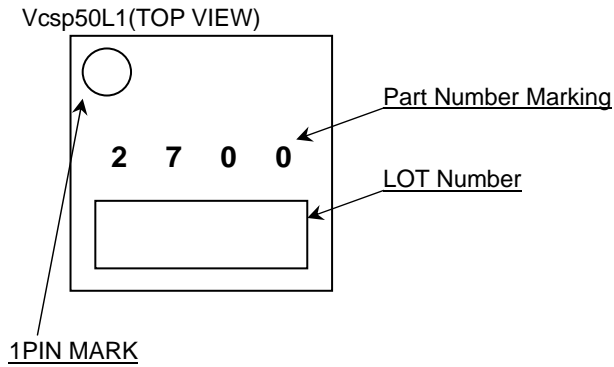 Vcsp50L1(TOP VIEW)
Part Number Marking
2 7 0 0
LOT Number
1PIN MARK